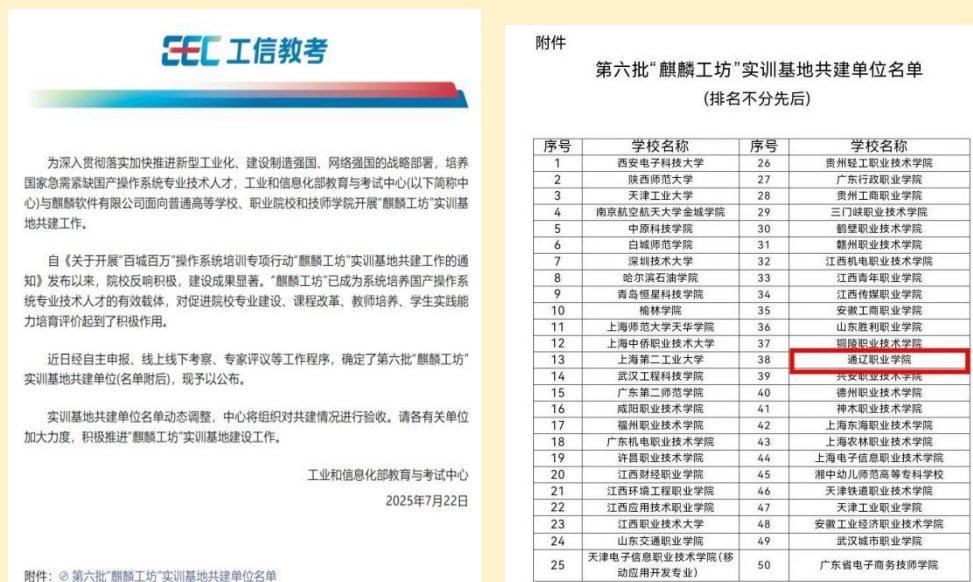 EEC 工信教考
为深入贯彻落实加快推进新型工业化、建设制造强国、网络强国的战略部署，培养
国家急需紧缺国产操作系统专业技术人才，工业和信息化部教育与考试中心(以下简称中
心)与麒麟软件有限公司面向普通高等学校、职业院校和技师学院开展“麒麟工坊”实训基
地共建工作。
自《关于开展“百城百万”操作系统培训专项行动“麒麟工坊”实训基地共建工作的通
知》发布以来，院校反响积极，建设成果显著。“麒麟工坊”已成为系统培养国产操作系
统专业技术人才的有效载体，对促进院校专业建设、课程改革、教师培养、学生实践能
力培育评价起到了积极作用。
近日经自主申报、线上线下考察、专家评议等工作程序，确定了第六批“麒麟工坊”
实训基地共建单位(名单附后)，现予以公布。
实训基地共建单位名单动态调整，中心将组织对共建情况进行验收。请各有关单位
加大力度，积极推进“麒麟工坊”实训基地建设工作。
工业和信息化部教育与考试中心
2025年7月22日
附件：第六批“麒麟工坊”实训基地共建单位名单
附件
第六批“麒麟工坊”实训基地共建单位名单
(排名不分先后)
序号 学校名称 序号 学校名称
1 西安电子科技大学 26 贵州轻工职业技术学院
2 陕西师范大学 27 广东行政职业学院
3 天津工业大学 28 贵州工商职业学院
4 南京航空航天大学金城学院 29 三门峡职业技术学院
5 中原科技学院 30 鹤壁职业技术学院
6 白城师范学院 31 赣州职业技术学院
7 深圳技术大学 32 江西机电职业技术学院
8 哈尔滨石油学院 33 江西青年职业学院
9 青岛恒星科技学院 34 江西传媒职业学院
10 榆林学院 35 安徽工商职业学院
11 上海师范大学天华学院 36 山东胜利职业学院
12 上海中侨职业技术大学 37 铜陵职业技术学院
13 上海第二工业大学 38 通辽职业学院
14 武汉工程科技学院 39 兴安职业技术学院
15 广东第二师范学院 40 德州职业技术学院
16 咸阳职业技术学院 41 神木职业技术学院
17 福州职业技术学院 42 上海东海职业技术学院
18 广东机电职业技术学院 43 上海农林职业技术学院
19 许昌职业技术学院 44 上海电子信息职业技术学院
20 江西财经职业学院 45 湘中幼儿师范高等专科学校
21 江西环境工程职业学院 46 天津铁道职业技术学院
22 江西应用技术职业学院 47 天津工业职业学院
23 江西职业技术大学 48 安徽工业经济职业技术学院
24 山东交通职业学院 49 武汉城市职业学院
25 天津电子信息职业技术学院(移
动应用开发专业) 50 广东省电子商务技师学院